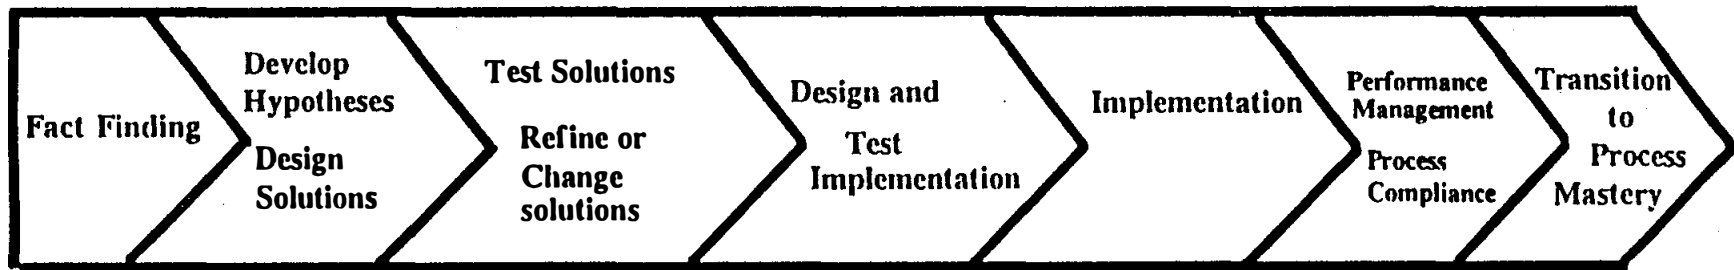 Fact Finding
Develop
Hypotheses
Design
Solutions
Test Solutions
Refine or
Change
solutions
Design and
Test
Implementation
Implementation
Performance
Management
Process
Compliance
Transition
to
Process
Mastery